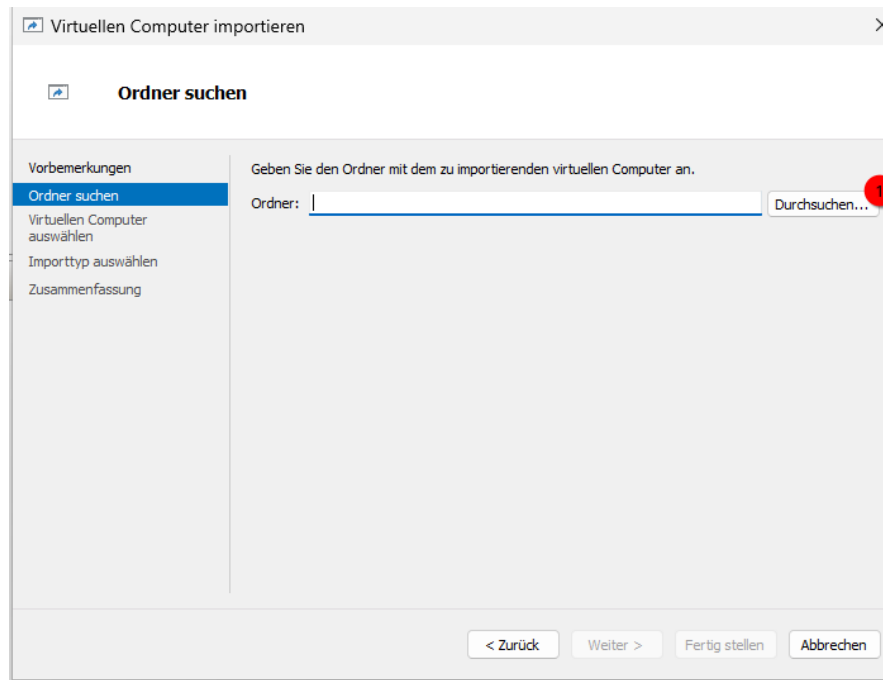 Virtuellen Computer importieren
Ordner suchen
Vorbemerkungen
Ordner suchen
Virtuellen Computer
auswählen
Importtyp auswählen
Zusammenfassung
Geben Sie den Ordner mit dem zu importierenden virtuellen Computer an.
Ordner:
Durchsuchen...
1
< Zurück
Weiter >
Fertig stellen
Abbrechen